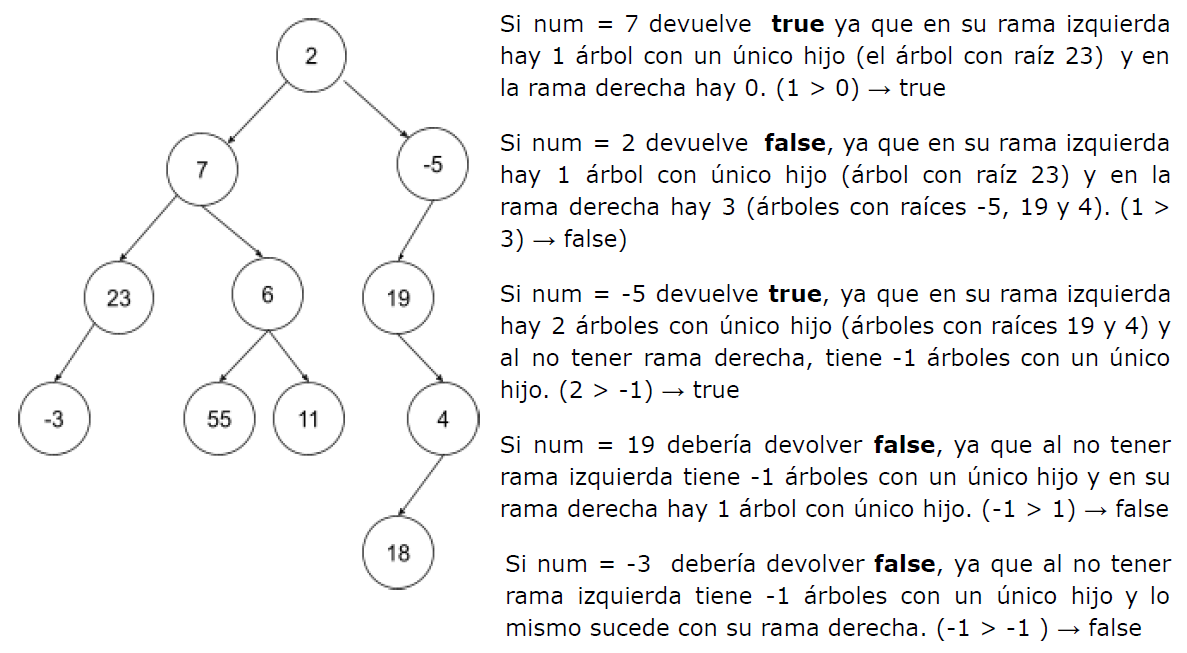 2
7
-5
23
6
19
-3
55
11
4
18
Si num = 7 devuelve true ya que en su rama izquierda
hay 1 árbol con un único hijo (el árbol con raíz 23) y en
la rama derecha hay 0. (1 > 0) → true
Si num = 2 devuelve false, ya que en su rama izquierda
hay 1 árbol con único hijo (árbol con raíz 23) y en la
rama derecha hay 3 (árboles con raíces -5, 19 y 4). (1 >
3) → false)
Si num = -5 devuelve true, ya que en su rama izquierda
hay 2 árboles con único hijo (árboles con raíces 19 y 4) y
al no tener rama derecha, tiene -1 árboles con un único
hijo. (2 > -1) → true
Si num = 19 debería devolver false, ya que al no tener
rama izquierda tiene -1 árboles con un único hijo y en su
rama derecha hay 1 árbol con único hijo. (-1 > 1) → false
Si num = -3 debería devolver false, ya que al no tener
rama izquierda tiene -1 árboles con un único hijo y lo
mismo sucede con su rama derecha. (-1 > -1 ) → false